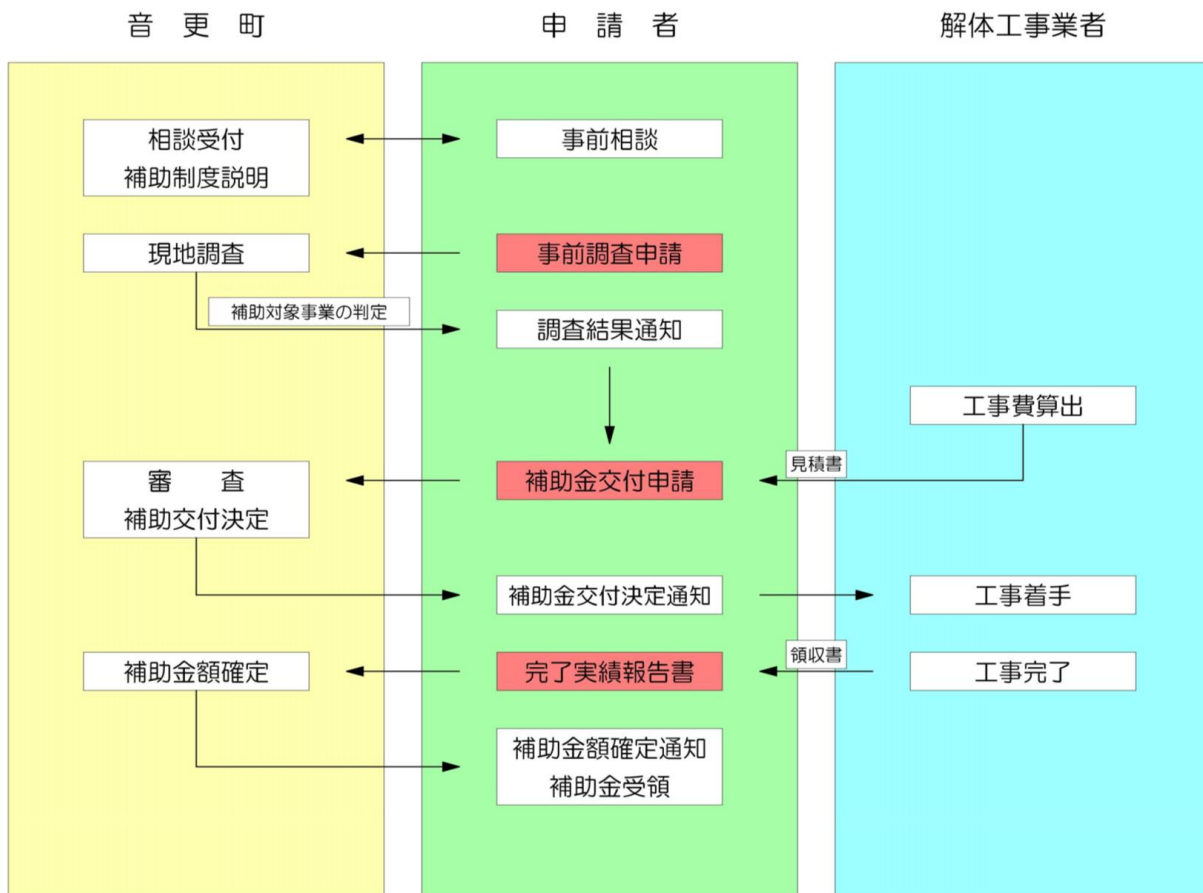 音更町
申請者
解体工事業者
相談受付
補助制度説明
事前相談
現地調査
事前調査申請
補助対象事業の判定
調査結果通知
工事費算出
見積書
審　査
補助交付決定
補助金交付申請
補助金交付決定通知
工事着手
補助金額確定
完了実績報告書
領収書
工事完了
補助金額確定通知
補助金受領